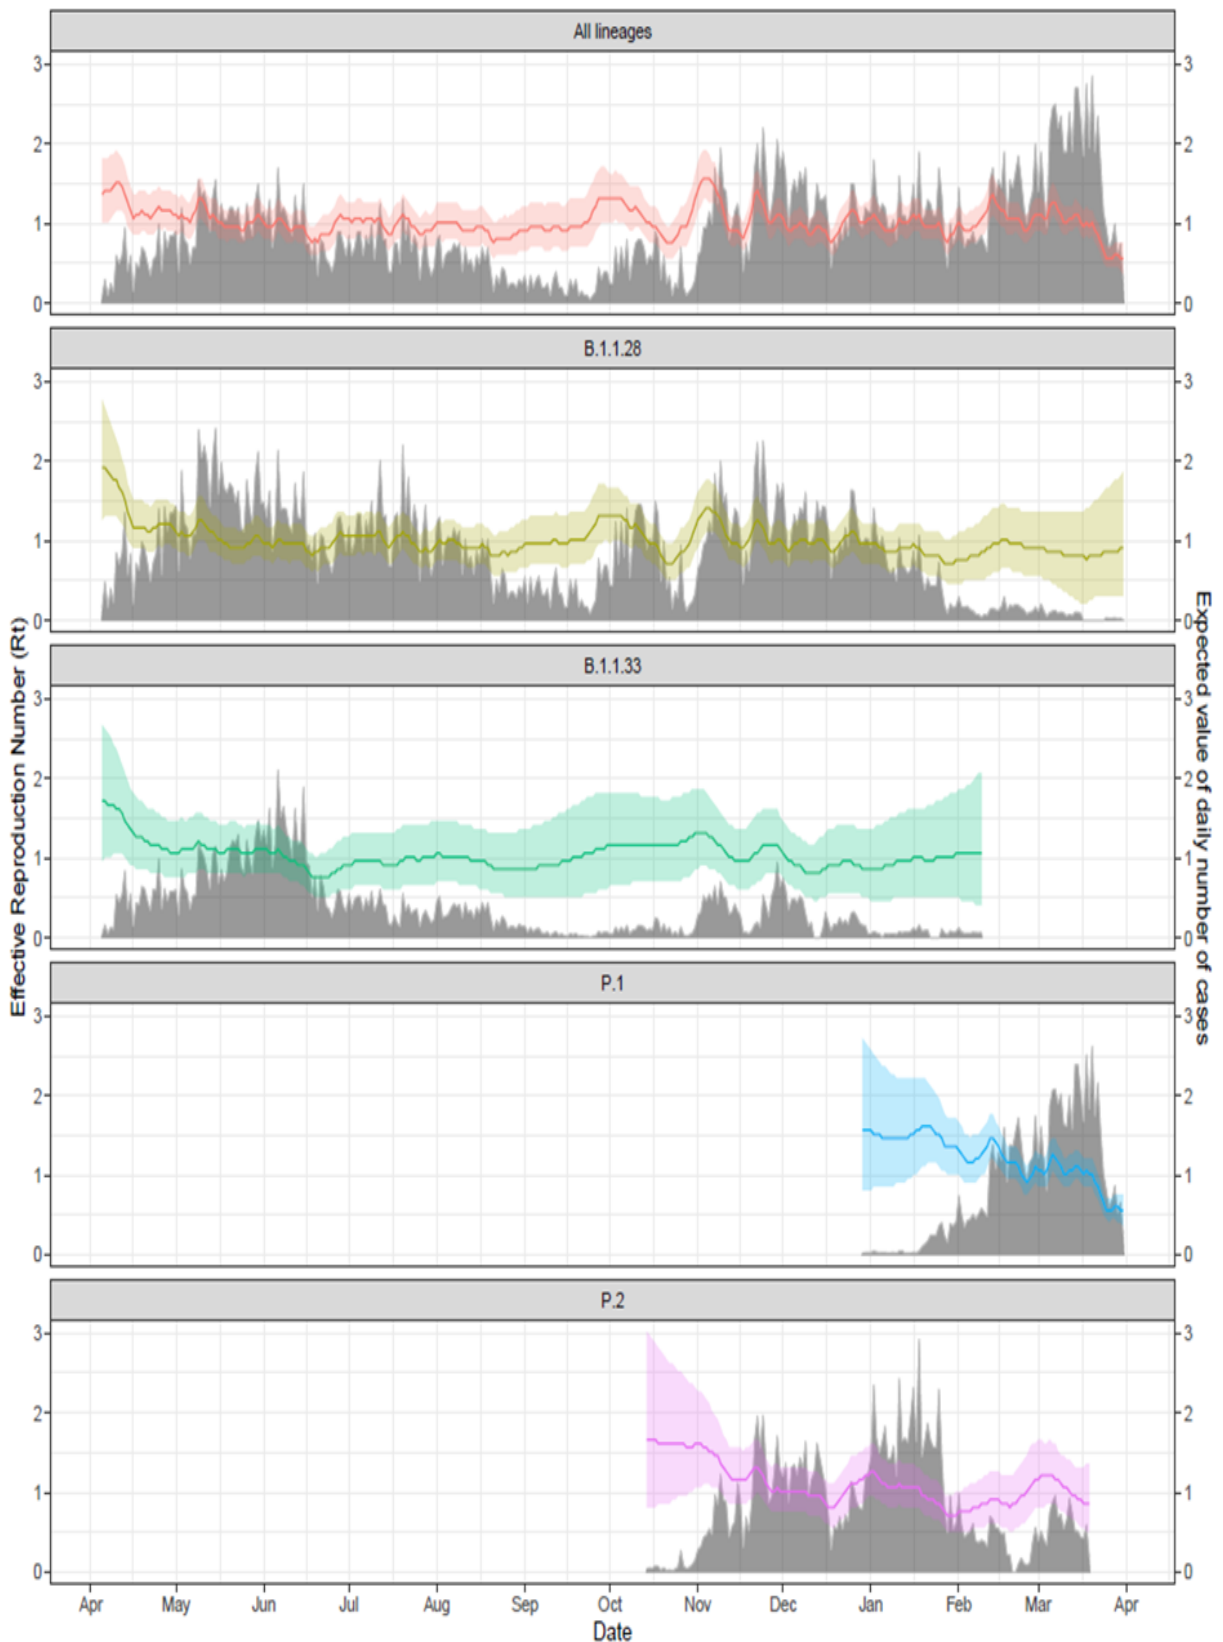 All lineages
3 3
2 2
1 1
0 0
B.1.1.28
3 3
2 2
1 1
0 0
B.1.1.33
3 3
2 2
1 1
0 0
P.1
3 3
2 2
1 1
0 0
P.2
3 3
2 2
1 1
0 0
Apr May Jun Jul Aug Sep Oct Nov Dec Jan Feb Mar Apr
Date
Effective Reproduction Number (Rt)
Expected value of daily number of cases